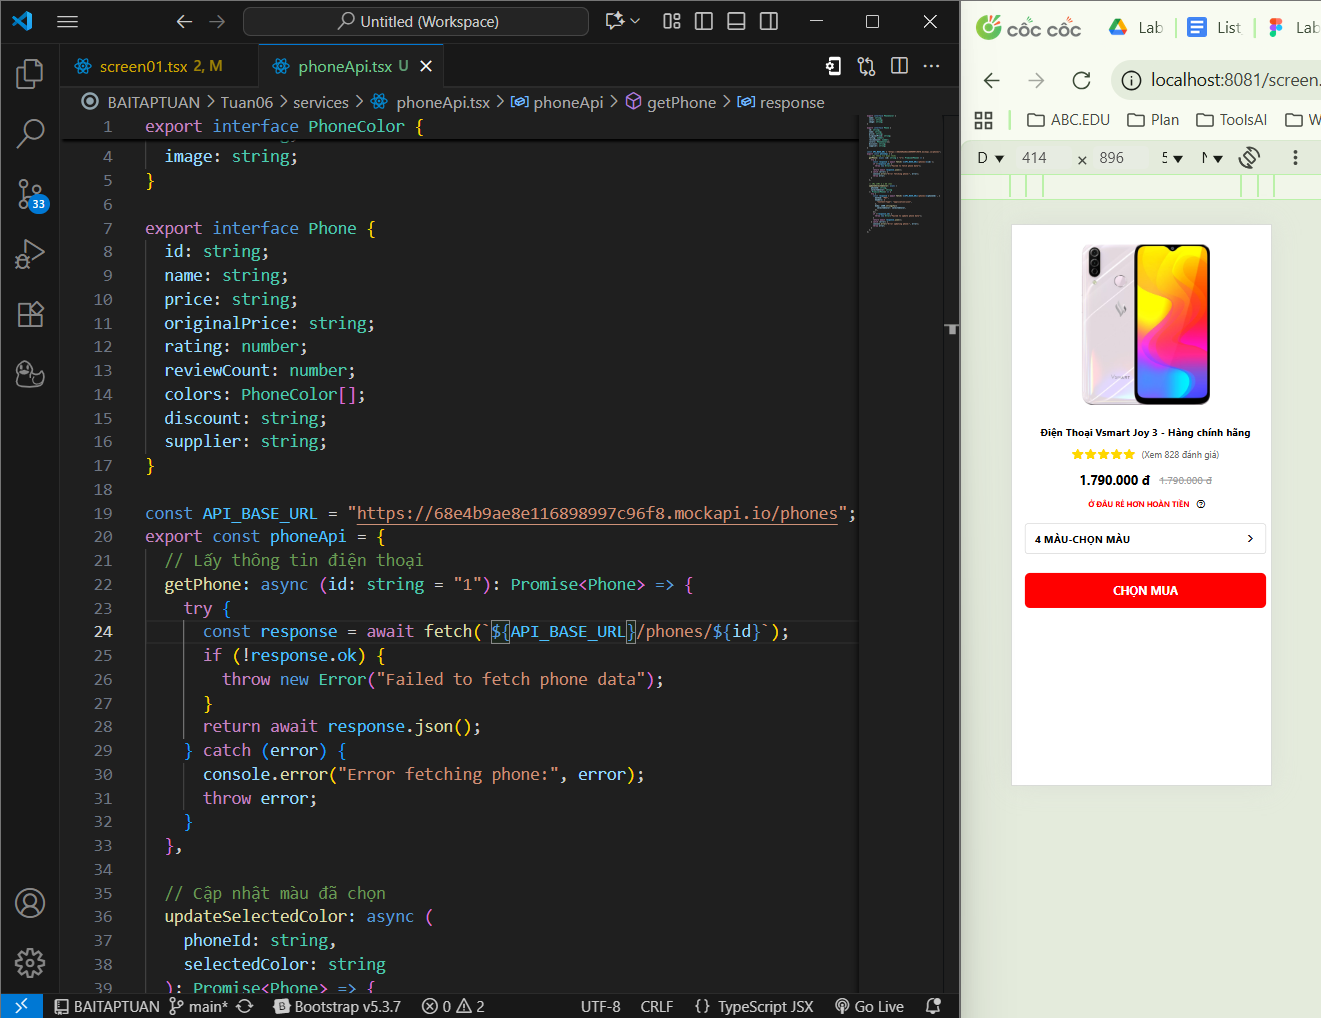 Untitled (Workspace)
screen01.tsx 2, M
phoneApi.tsx U
BAITAPTUAN > Tuan06 > services > phoneApi.tsx > phoneApi > getPhone > response
1 export interface PhoneColor {
4 image: string;
5 }
6
7 export interface Phone {
8 id: string;
9 name: string;
10 price: string;
11 originalPrice: string;
12 rating: number;
13 reviewCount: number;
14 colors: PhoneColor[];
15 discount: string;
16 supplier: string;
17 }
18
19 const API_BASE_URL = "https://68e4b9ae8e116898997c96f8.mockapi.io/phones";
20 export const phoneApi = {
21 // Lấy thông tin điện thoại
22 getPhone: async (id: string = "1"): Promise<Phone> => {
23 try {
24 const response = await fetch(`${API_BASE_URL}/phones/${id}`);
25 if (!response.ok) {
26 throw new Error("Failed to fetch phone data");
27 }
28 return await response.json();
29 } catch (error) {
30 console.error("Error fetching phone:", error);
31 throw error;
32 }
33 },
34
35 // Cập nhật màu đã chọn
36 updateSelectedColor: async (
37 phoneId: string,
38 selectedColor: string
39 ): Promise<Phone> => {
33
BAITAPTUAN main* Bootstrap v5.3.7 0 2 UTF-8 CRLF {} TypeScript JSX Go Live
cốc cốc Lab List Lab
localhost:8081/screen.
ABC.EDU Plan ToolsAI W
D 414 × 896 5
Điện Thoại Vsmart Joy 3 - Hàng chính hãng
(Xem 828 đánh giá)
1.790.000 đ 1.790.000 đ
Ở ĐÂU RẺ HƠN HOÀN TIỀN
4 MÀU-CHỌN MÀU
CHỌN MUA